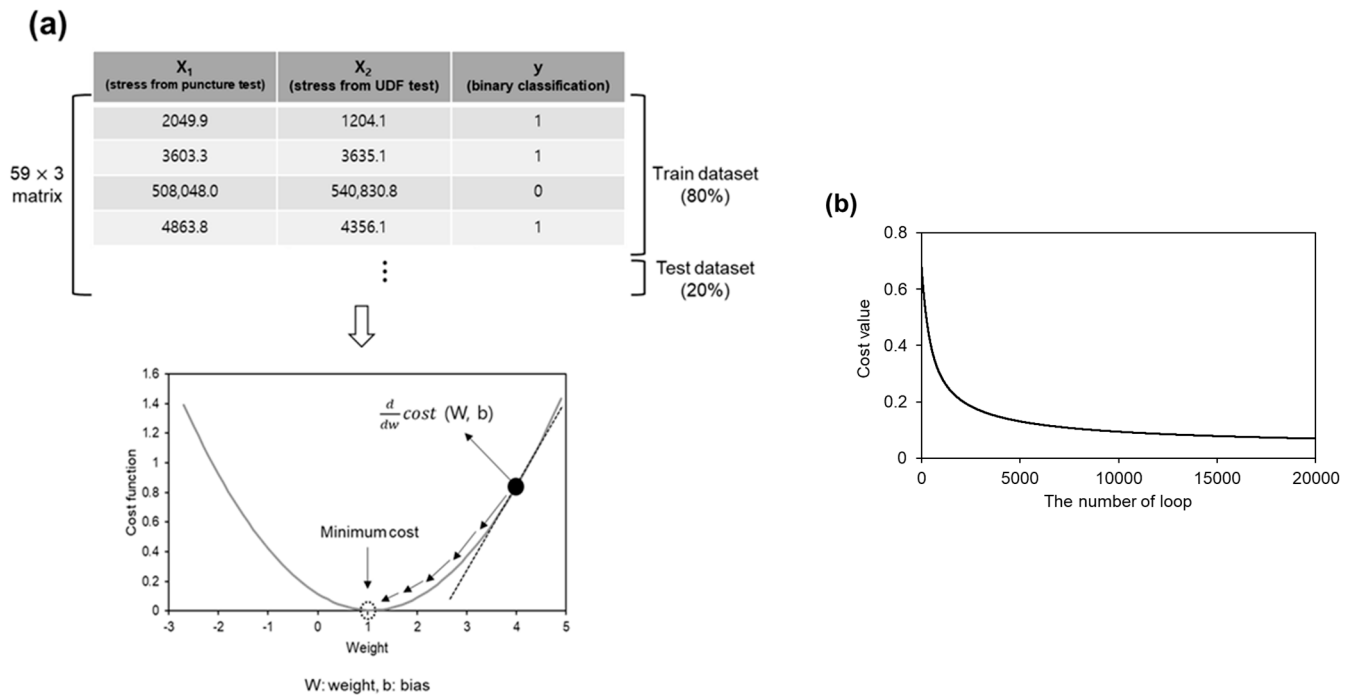 (a)
X1 X2 y
(stress from puncture test) (stress from UDF test) (binary classification)
2049.9 1204.1 1
3603.3 3635.1 1
508,048.0 540,830.8 0
4863.8 4356.1 1
⋮
59 × 3
matrix
Train dataset
(80%)
Test dataset
(20%)
1.6
1.4
1.2
1
0.8
0.6
0.4
0.2
0
Cost function
d/dw cost (W, b)
Minimum cost
-3 -2 -1 0 1 2 3 4 5
Weight
W: weight, b: bias
(b)
0.8
0.6
0.4
0.2
0
Cost value
0 5000 10000 15000 20000
The number of loop